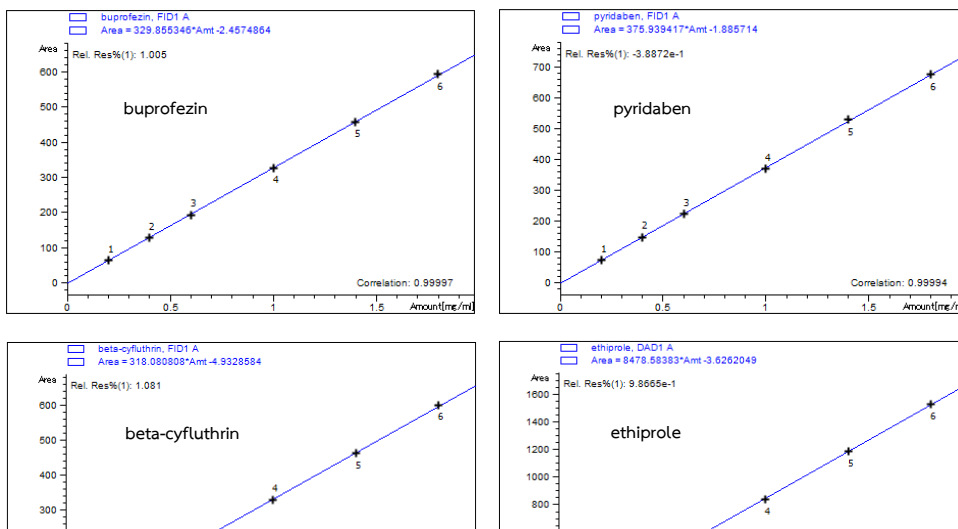 buprofezin, FID1 A
Area = 329.855346*Amt -2.4574864
Area
Rel. Res%(1): 1.005
600
500
400
300
200
100
0
buprofezin
1
2
3
4
5
6
Correlation: 0.99997
0
0.5
1
1.5
Amount[mg/ml]
pyridaben, FID1 A
Area = 375.939417*Amt -1.885714
Area
Rel. Res%(1): -3.8872e-1
700
600
500
400
300
200
100
0
pyridaben
1
2
3
4
5
6
Correlation: 0.99994
0
0.5
1
1.5
Amount[mg/m
beta-cyfluthrin, FID1 A
Area = 318.080808*Amt -4.9328584
Area
Rel. Res%(1): 1.081
600
500
400
300
beta-cyfluthrin
4
5
6
ethiprole, DAD1 A
Area = 8478.58383*Amt -3.6262049
Area
Rel. Res%(1): 9.8665e-1
1600
1400
1200
1000
800
ethiprole
4
5
6